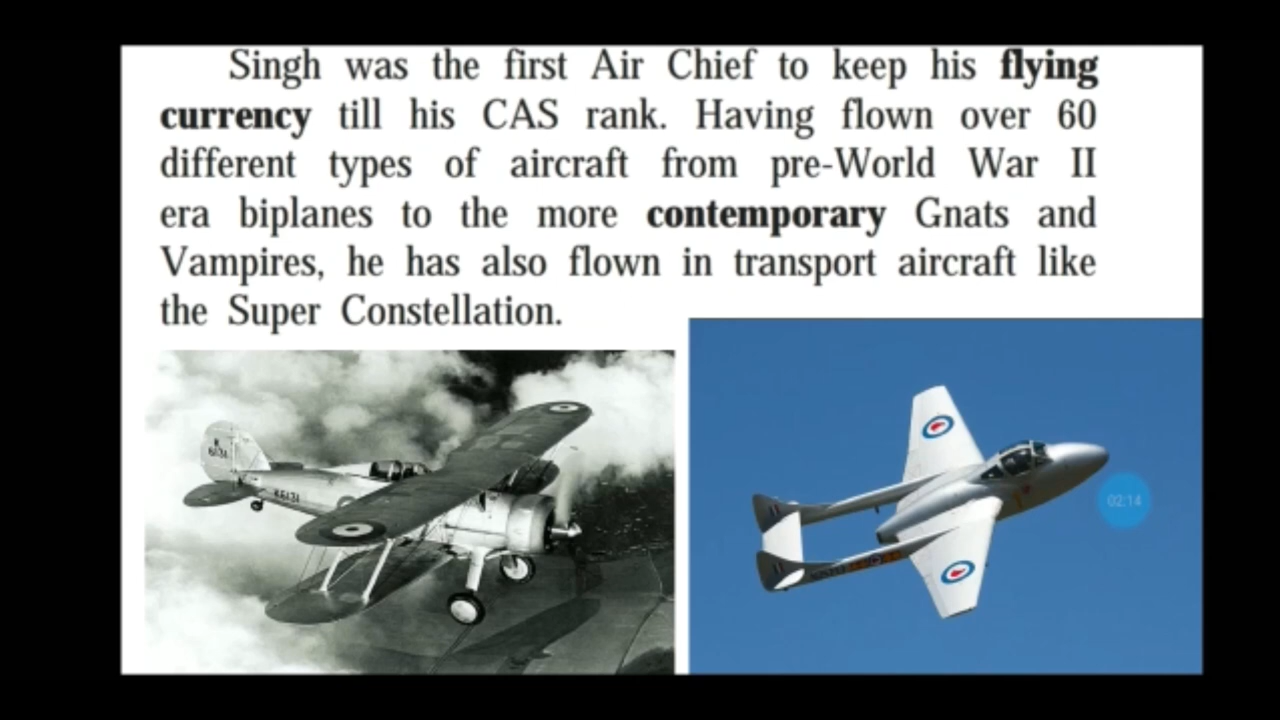 Singh was the first Air Chief to keep his flying
currency till his CAS rank. Having flown over 60
different types of aircraft from pre-World War II
era biplanes to the more contemporary Gnats and
Vampires, he has also flown in transport aircraft like
the Super Constellation.
K6131
02:14